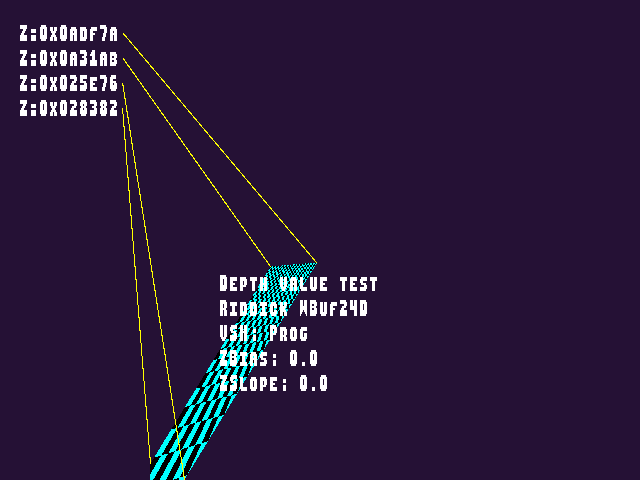 Z:0x0ADF7A
Z:0x0A31AB
Z:0x025E76
Z:0x028382
Depth value test
Riddick WBuf24D
VSH: Prog
ZBias: 0.0
ZSlope: 0.0